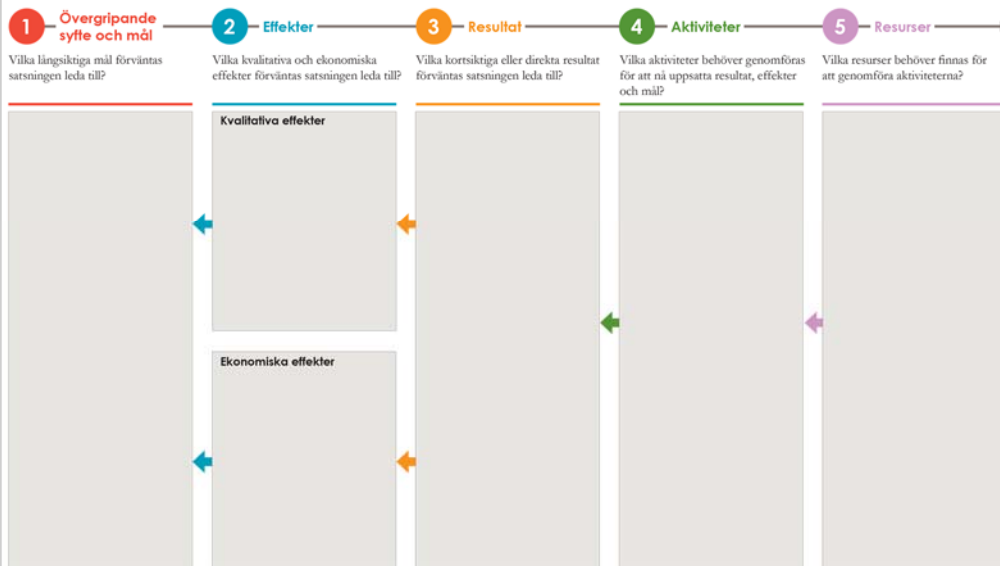 1
Övergripande
syfte och mål
Vilka långsiktiga mål förväntas
satsningen leda till?
2
Effekter
Vilka kvalitativa och ekonomiska
effekter förväntas satsningen leda till?
3
Resultat
Vilka kortsiktiga eller direkta resultat
förväntas satsningen leda till?
4
Aktiviteter
Vilka aktiviteter behöver genomföras
för att nå uppsatta resultat, effekter
och mål?
5
Resurser
Vilka resurser behöver finnas för
att genomföra aktiviteterna?
Kvalitativa effekter
Ekonomiska effekter